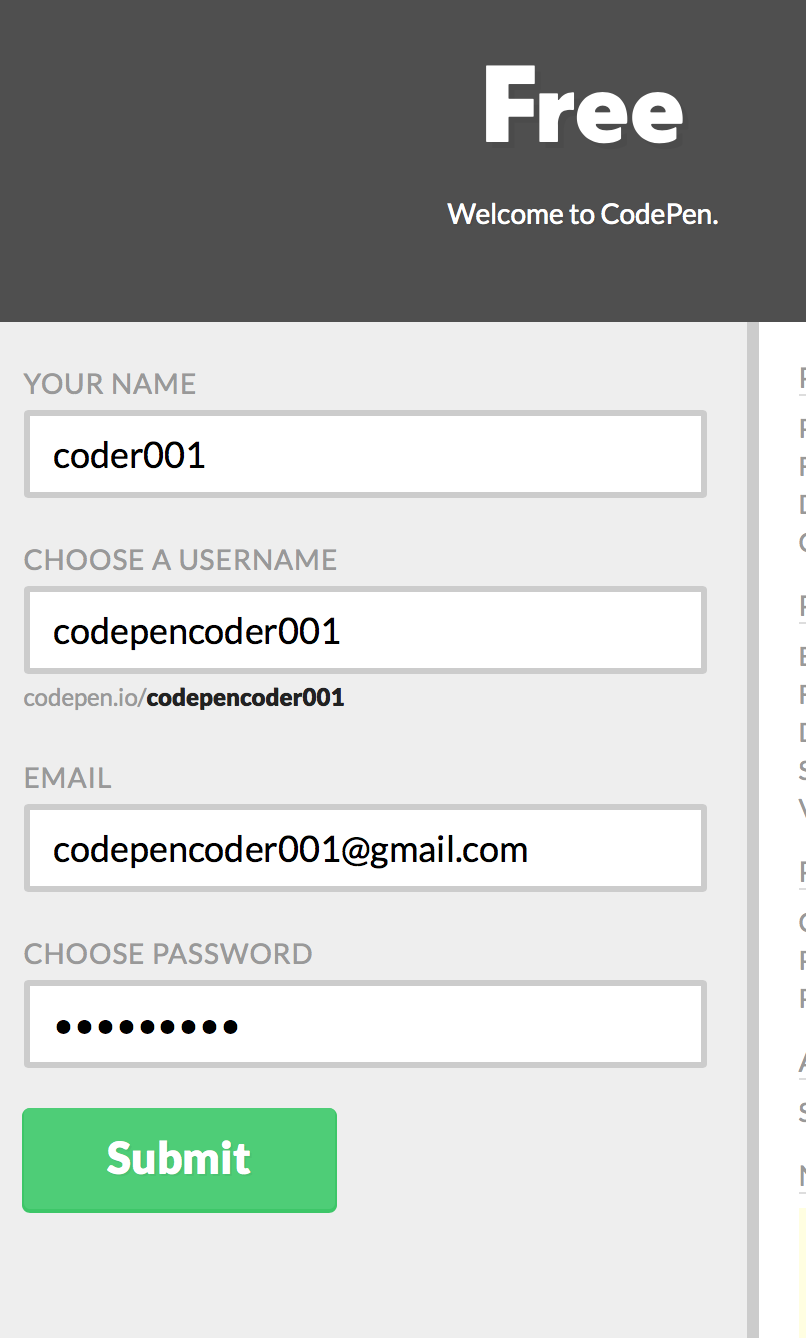 Free
Welcome to CodePen.
YOUR NAME
coder001
CHOOSE A USERNAME
codepencoder001
codepen.io/codepencoder001
EMAIL
codepencoder001@gmail.com
CHOOSE PASSWORD
•••••••••
Submit